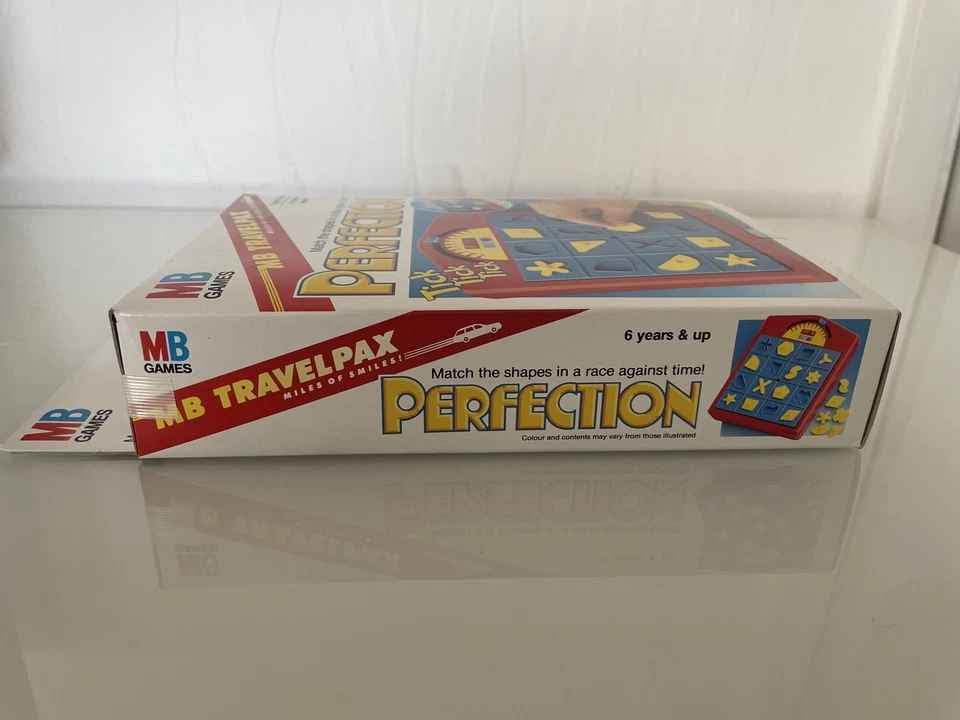 MB TRAVELPAX
Match the shapes in a race
PERFECTION
Tick
tick
tick
MB
GAMES
MB
GAMES
MB TRAVELPAX
MILES OF SMILES!
6 years & up
Match the shapes in a race against time!
PERFECTION
Colour and contents may vary from those illustrated
MB
GAMES